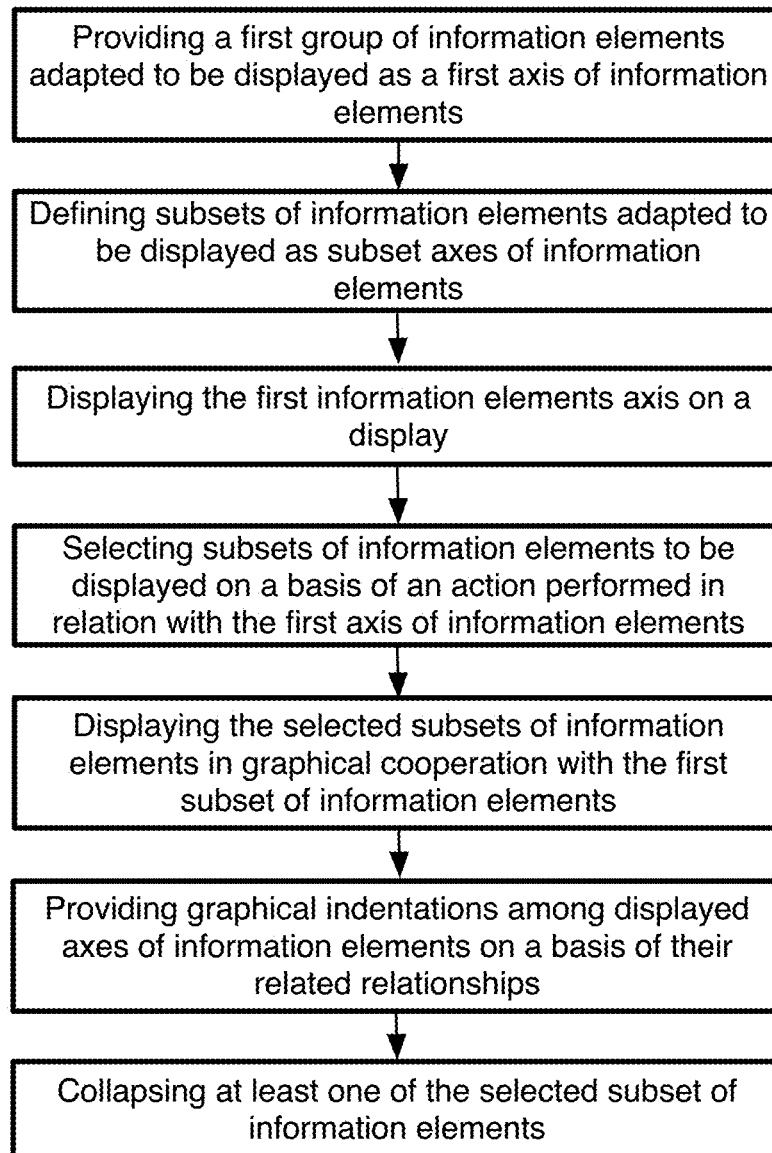 Providing a first group of information elements
adapted to be displayed as a first axis of information
elements
Defining subsets of information elements adapted to
be displayed as subset axes of information
elements
Displaying the first information elements axis on a
display
Selecting subsets of information elements to be
displayed on a basis of an action performed in
relation with the first axis of information elements
Displaying the selected subsets of information
elements in graphical cooperation with the first
subset of information elements
Providing graphical indentations among displayed
axes of information elements on a basis of their
related relationships
Collapsing at least one of the selected subset of
information elements